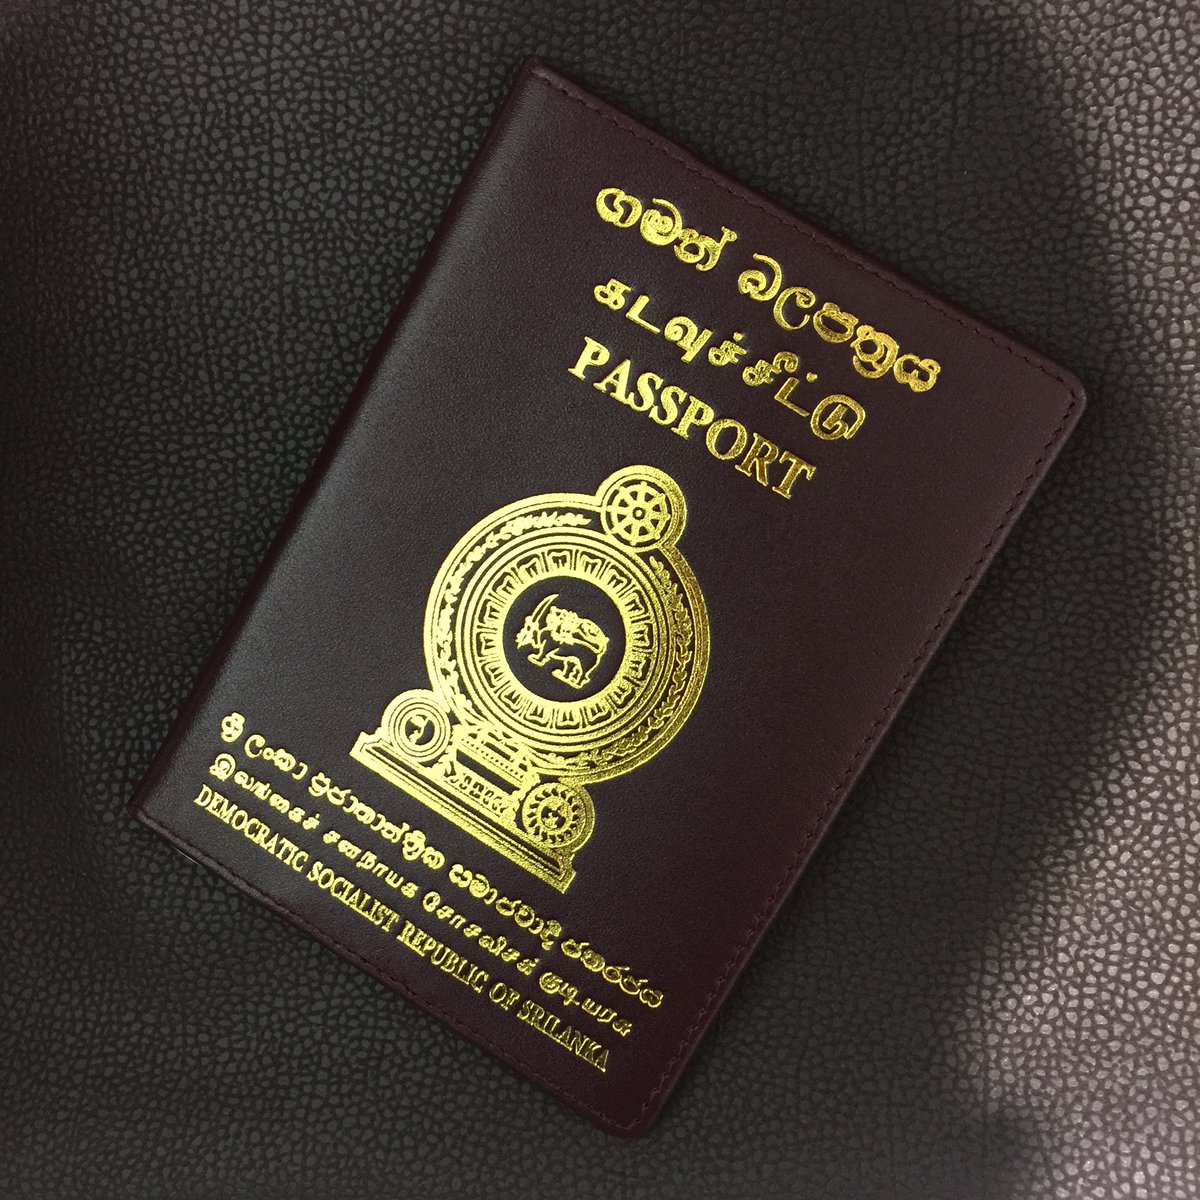 ගමන් බලපත්‍රය
கடவுச்சீட்டு
PASSPORT
ශ්‍රී ලංකා ප්‍රජාතාන්ත්‍රික සමාජවාදී ජනරජය
இலங்கைச் சனநாயக சோசலிசக் குடியரசு
DEMOCRATIC SOCIALIST REPUBLIC OF SRILANKA